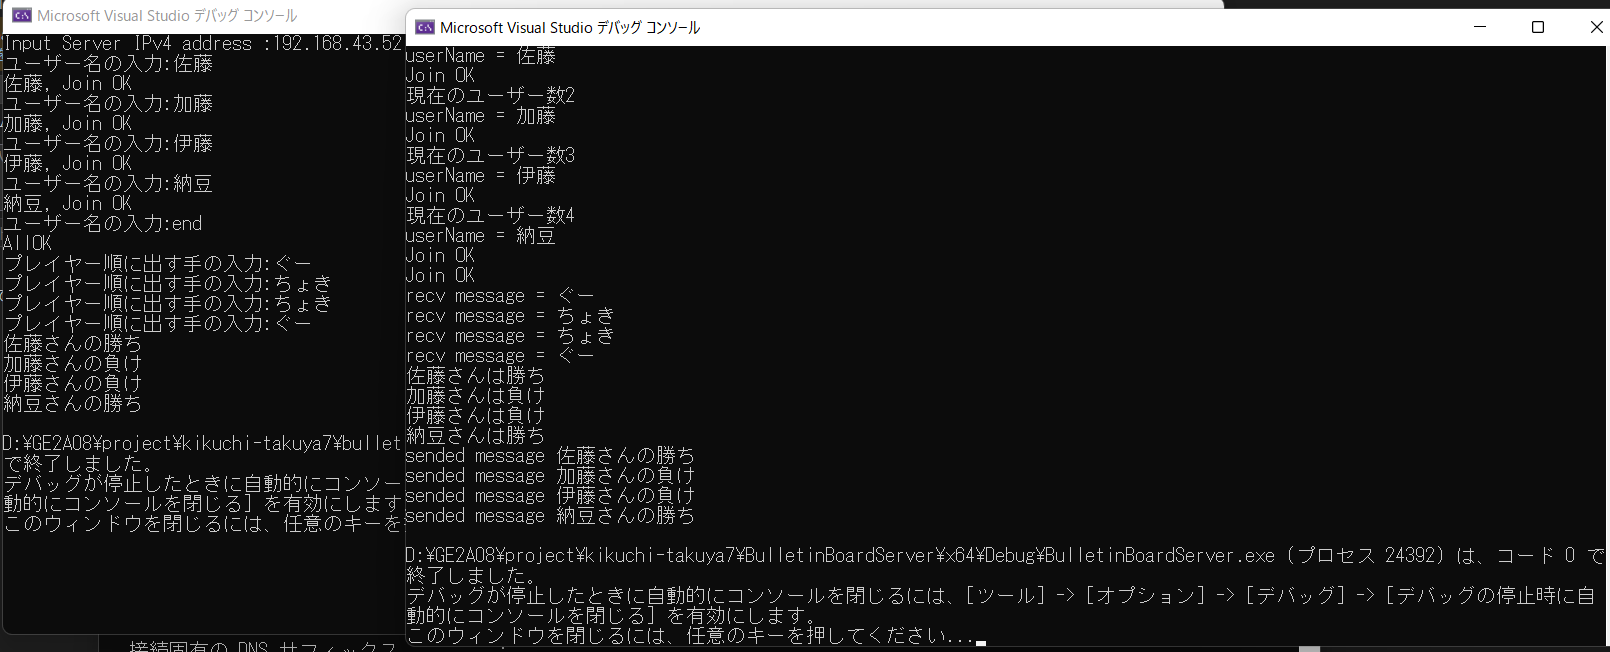 Microsoft Visual Studio デバッグ コンソール
Input Server IPv4 address :192.168.43.52
ユーザー名の入力:佐藤
佐藤, Join OK
ユーザー名の入力:加藤
加藤, Join OK
ユーザー名の入力:伊藤
伊藤, Join OK
ユーザー名の入力:納豆
納豆, Join OK
ユーザー名の入力:end
AllOK
プレイヤー順に出す手の入力:ぐー
プレイヤー順に出す手の入力:ちょき
プレイヤー順に出す手の入力:ちょき
プレイヤー順に出す手の入力:ぐー
佐藤さんの勝ち
加藤さんの負け
伊藤さんの負け
納豆さんの勝ち
D:¥GE2A08¥project¥kikuchi-takuya7¥bullet
で終了しました。
デバッグが停止したときに自動的にコンソー
動的にコンソールを閉じる] を有効にします
このウィンドウを閉じるには、任意のキーを
Microsoft Visual Studio デバッグ コンソール
userName = 佐藤
Join OK
現在のユーザー数2
userName = 加藤
Join OK
現在のユーザー数3
userName = 伊藤
Join OK
現在のユーザー数4
userName = 納豆
Join OK
Join OK
recv message = ぐー
recv message = ちょき
recv message = ちょき
recv message = ぐー
佐藤さんは勝ち
加藤さんは負け
伊藤さんは負け
納豆さんは勝ち
sended message 佐藤さんの勝ち
sended message 加藤さんの負け
sended message 伊藤さんの負け
sended message 納豆さんの勝ち
D:¥GE2A08¥project¥kikuchi-takuya7¥BulletinBoardServer¥x64¥Debug¥BulletinBoardServer.exe (プロセス 24392) は、コード 0 で
終了しました。
デバッグが停止したときに自動的にコンソールを閉じるには、[ツール] -> [オプション] -> [デバッグ] -> [デバッグの停止時に自
動的にコンソールを閉じる] を有効にします。
このウィンドウを閉じるには、任意のキーを押してください...
接続固有の DNS サフィックス